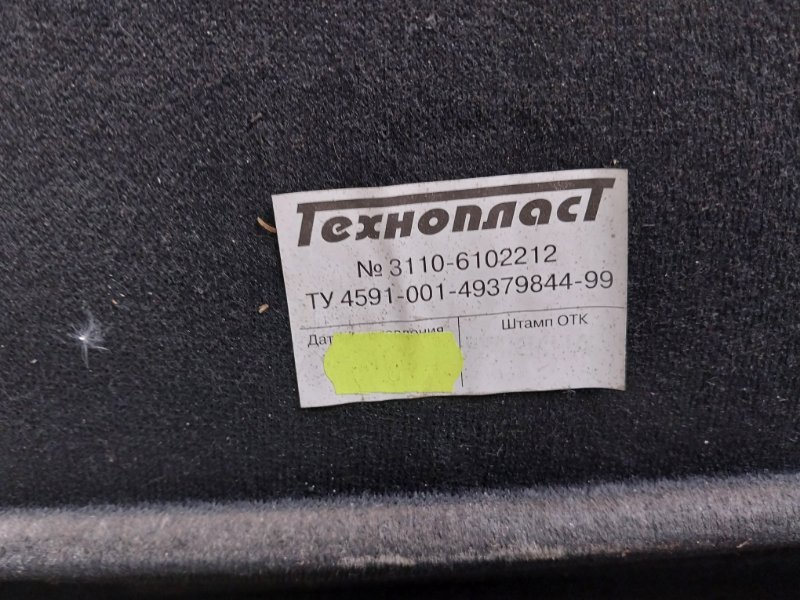 Технопласт
№ 3110-6102212
ТУ 4591-001-49379844-99
Штамп ОТК